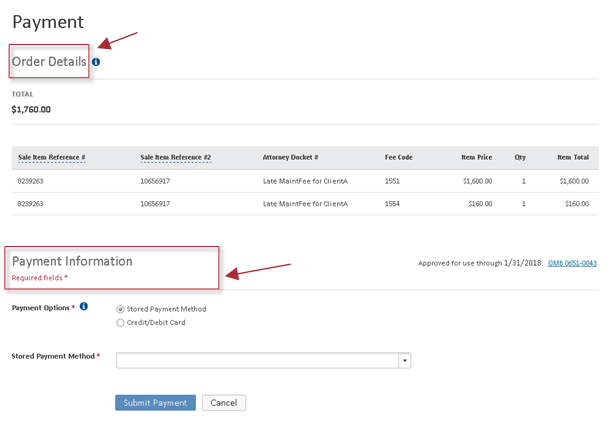 Payment
Order Details
TOTAL
$1,760.00
Sale Item Reference # Sale Item Reference #2 Attorney Docket # Fee Code Item Price Qty Item Total
8239263 10656917 Late MaintFee for ClientA 1551 $1,600.00 1 $1,600.00
8239263 10656917 Late MaintFee for ClientA 1554 $160.00 1 $160.00
Payment Information
Required fields *
Approved for use through 1/31/2018. OMB 0651-0043.
Payment Options * Stored Payment Method
Credit/Debit Card
Stored Payment Method *
Submit Payment Cancel